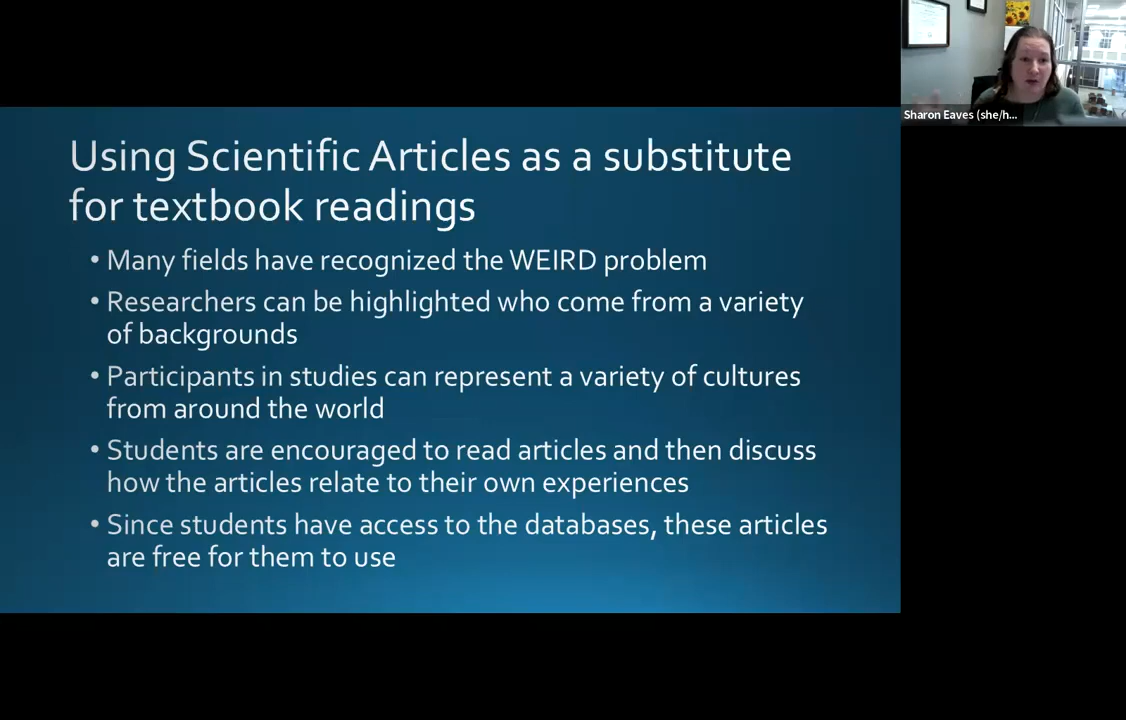 Using Scientific Articles as a substitute
for textbook readings
• Many fields have recognized the WEIRD problem
• Researchers can be highlighted who come from a variety
of backgrounds
• Participants in studies can represent a variety of cultures
from around the world
• Students are encouraged to read articles and then discuss
how the articles relate to their own experiences
• Since students have access to the databases, these articles
are free for them to use
Sharon Eaves (she/h...